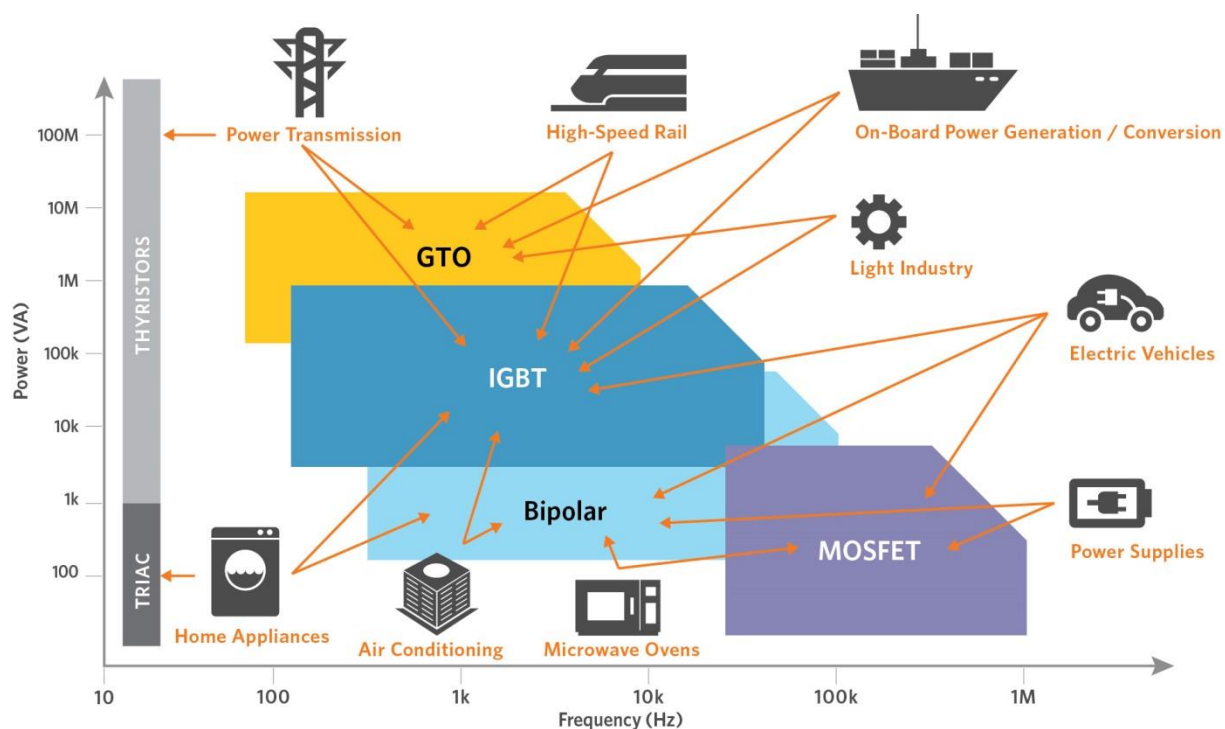 Power Transmission
High-Speed Rail
On-Board Power Generation / Conversion
Light Industry
Electric Vehicles
Power Supplies
Home Appliances
Air Conditioning
Microwave Ovens
GTO
IGBT
Bipolar
MOSFET
THYRISTORS
TRIAC
Power (VA)
100M
10M
1M
100k
10k
1k
100
10
100
1k
10k
100k
1M
Frequency (Hz)